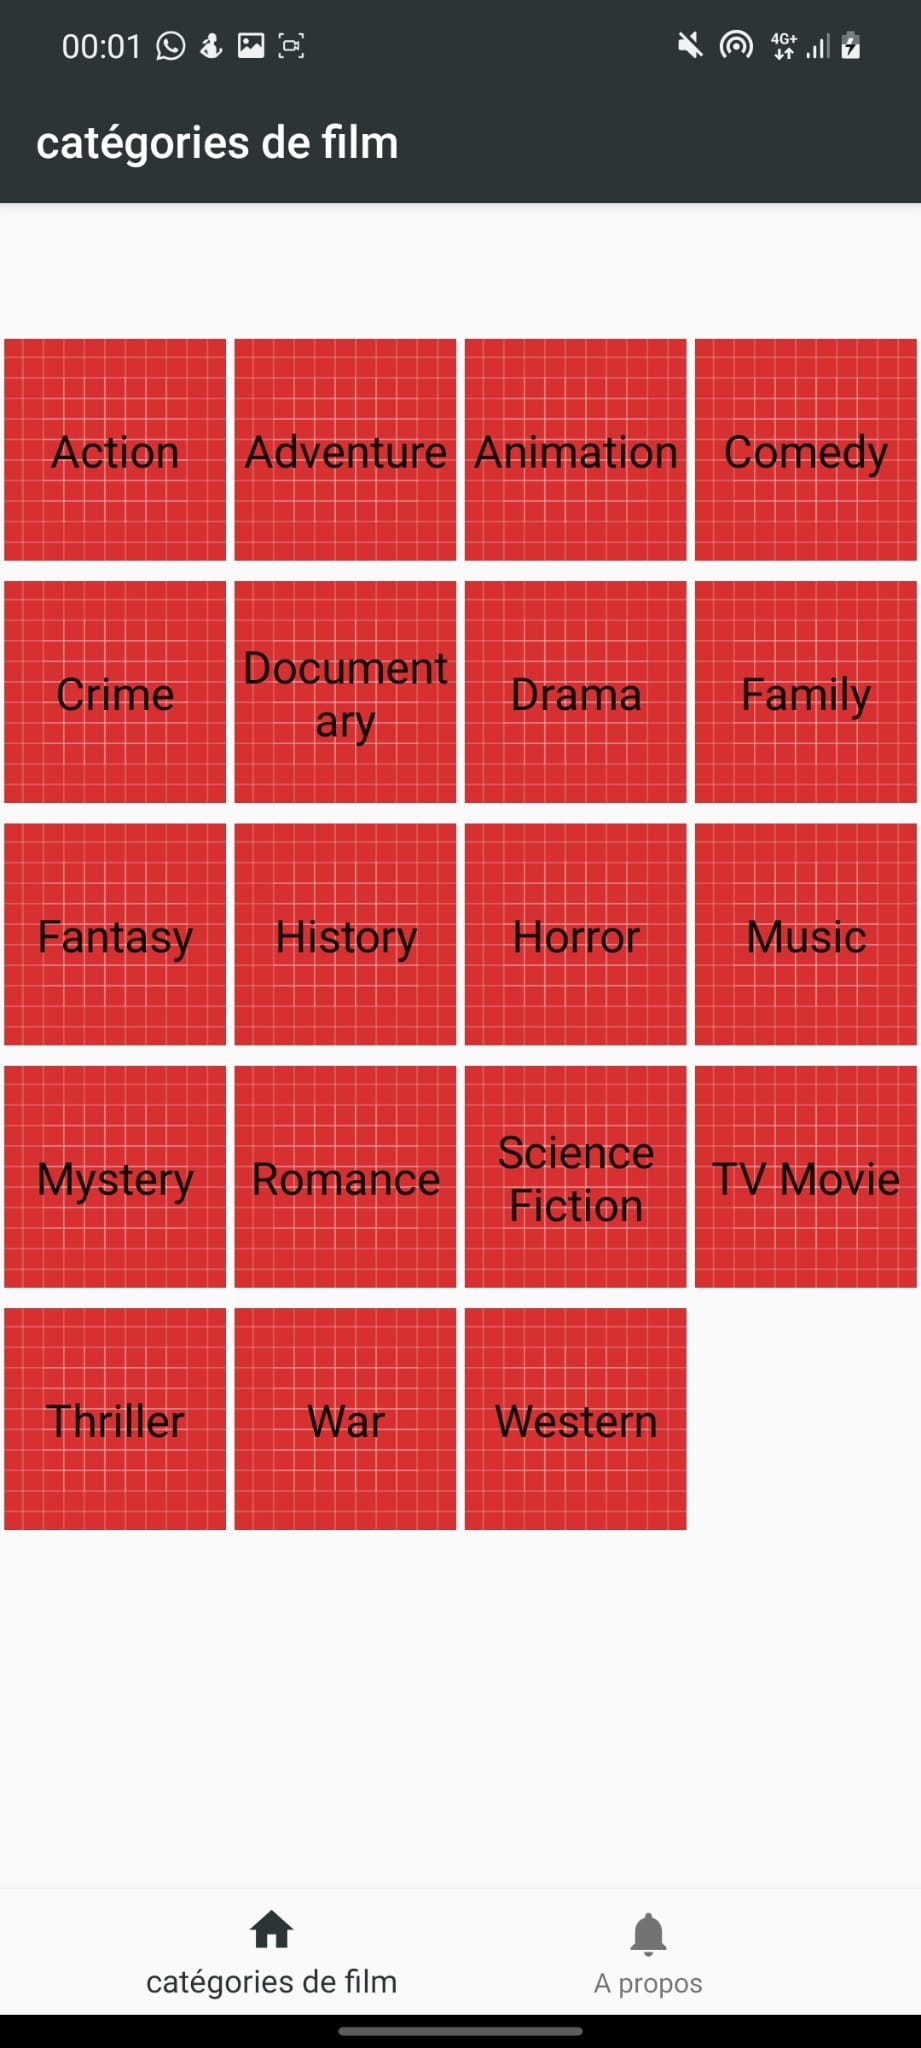 00:01
4G+
catégories de film
Action
Adventure
Animation
Comedy
Crime
Document
ary
Drama
Family
Fantasy
History
Horror
Music
Mystery
Romance
Science
Fiction
TV Movie
Thriller
War
Western
catégories de film
A propos